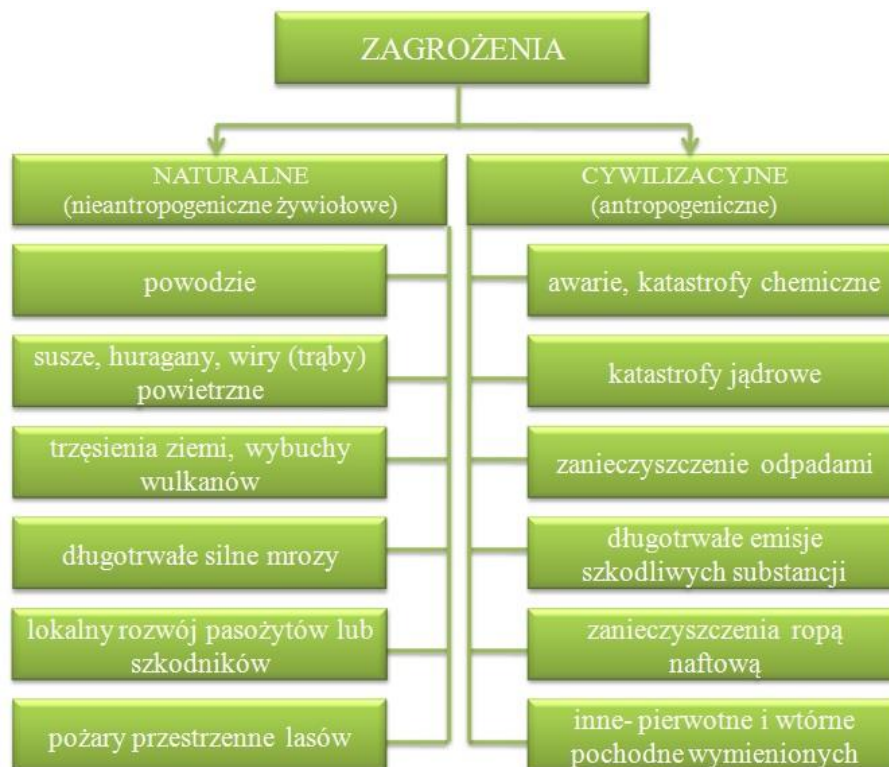 ZAGROŻENIA
NATURALNE
(nieantropogeniczne żywiołowe)
powodzie
susze, huragany, wiry (trąby)
powietrzne
trzęsienia ziemi, wybuchy
wulkanów
długotrwałe silne mrozy
lokalny rozwój pasożytów lub
szkodników
pożary przestrzenne lasów
CYWILIZACYJNE
(antropogeniczne)
awarie, katastrofy chemiczne
katastrofy jądrowe
zanieczyszczenie odpadami
długotrwałe emisje
szkodliwych substancji
zanieczyszczenia ropą
naftową
inne- pierwotne i wtórne
pochodne wymienionych